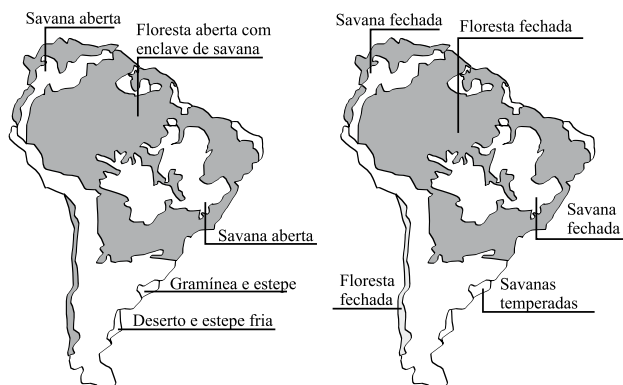 Savana aberta
Floresta aberta com
enclave de savana
Savana aberta
Gramínea e estepe
Deserto e estepe fria
Savana fechada
Floresta fechada
Savana
fechada
Floresta
fechada
Savanas
temperadas